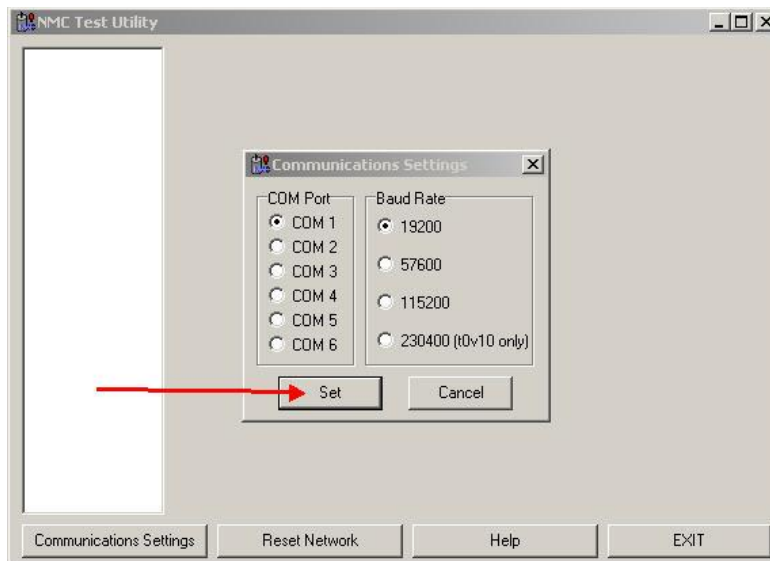 NMC Test Utility
Communications Settings
COM Port
COM 1
COM 2
COM 3
COM 4
COM 5
COM 6
Baud Rate
19200
57600
115200
230400 (t0v10 only)
Set
Cancel
Communications Settings
Reset Network
Help
EXIT